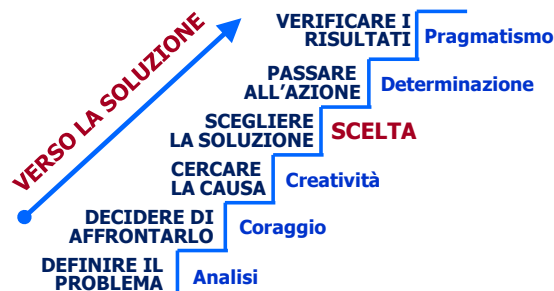 VERSO LA SOLUZIONE
VERIFICARE I
RISULTATI
Pragmatismo
PASSARE
ALL'AZIONE
Determinazione
SCEGLIERE
LA SOLUZIONE
SCELTA
CERCARE
LA CAUSA
Creatività
DECIDERE DI
AFFRONTARLO
Coraggio
DEFINIRE IL
PROBLEMA
Analisi